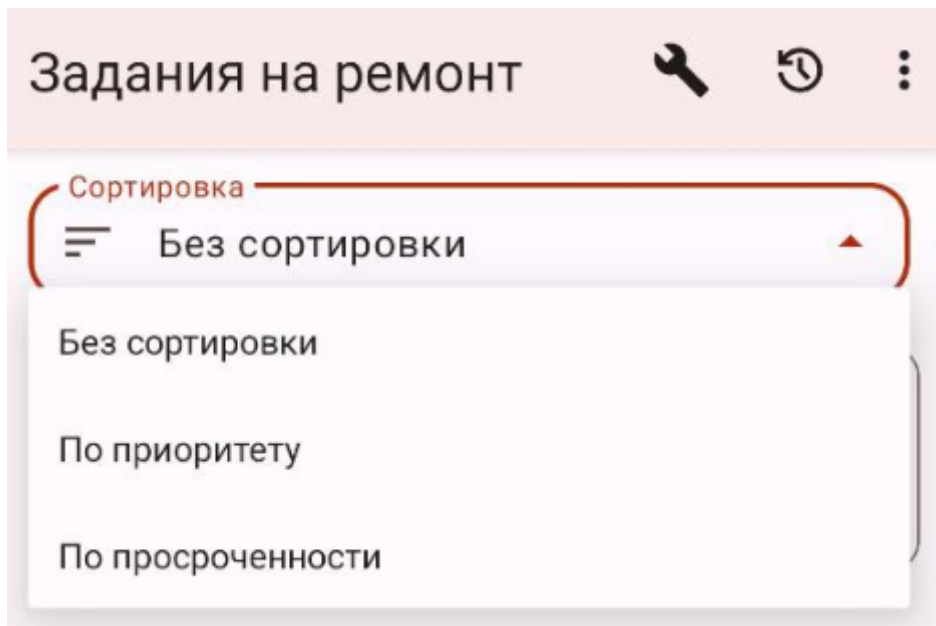 Задания на ремонт
Сортировка
Без сортировки
Без сортировки
По приоритету
По просроченности